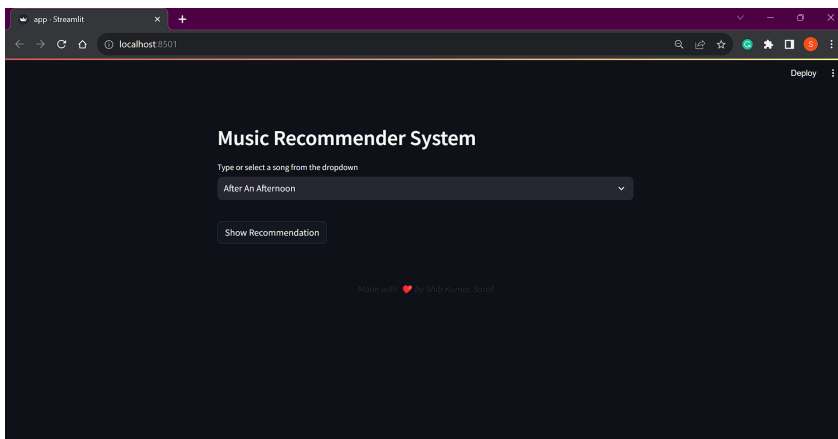 app · Streamlit
localhost:8501
S
Deploy
Music Recommender System
Type or select a song from the dropdown
After An Afternoon
Show Recommendation
Made with by Shib Kumar Saraf